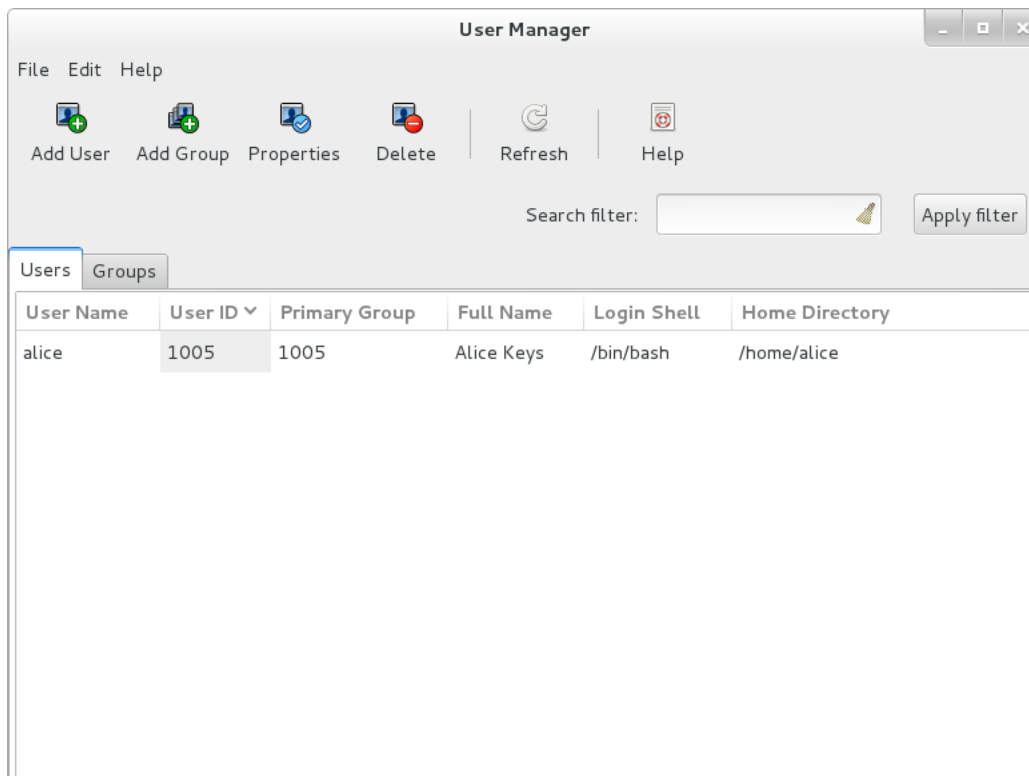 User Manager
File Edit Help
Add User Add Group Properties Delete Refresh Help
Search filter: Apply filter
Users Groups
User Name User ID Primary Group Full Name Login Shell Home Directory
alice 1005 1005 Alice Keys /bin/bash /home/alice